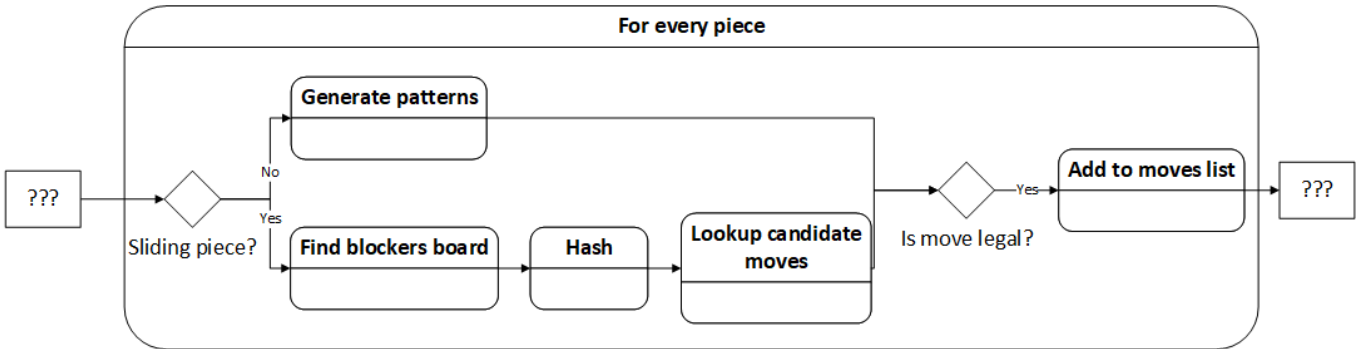 For every piece
Generate patterns
No
???
Sliding piece?
Yes
Find blockers board
Hash
Lookup candidate
moves
Is move legal?
Yes
Add to moves list
???